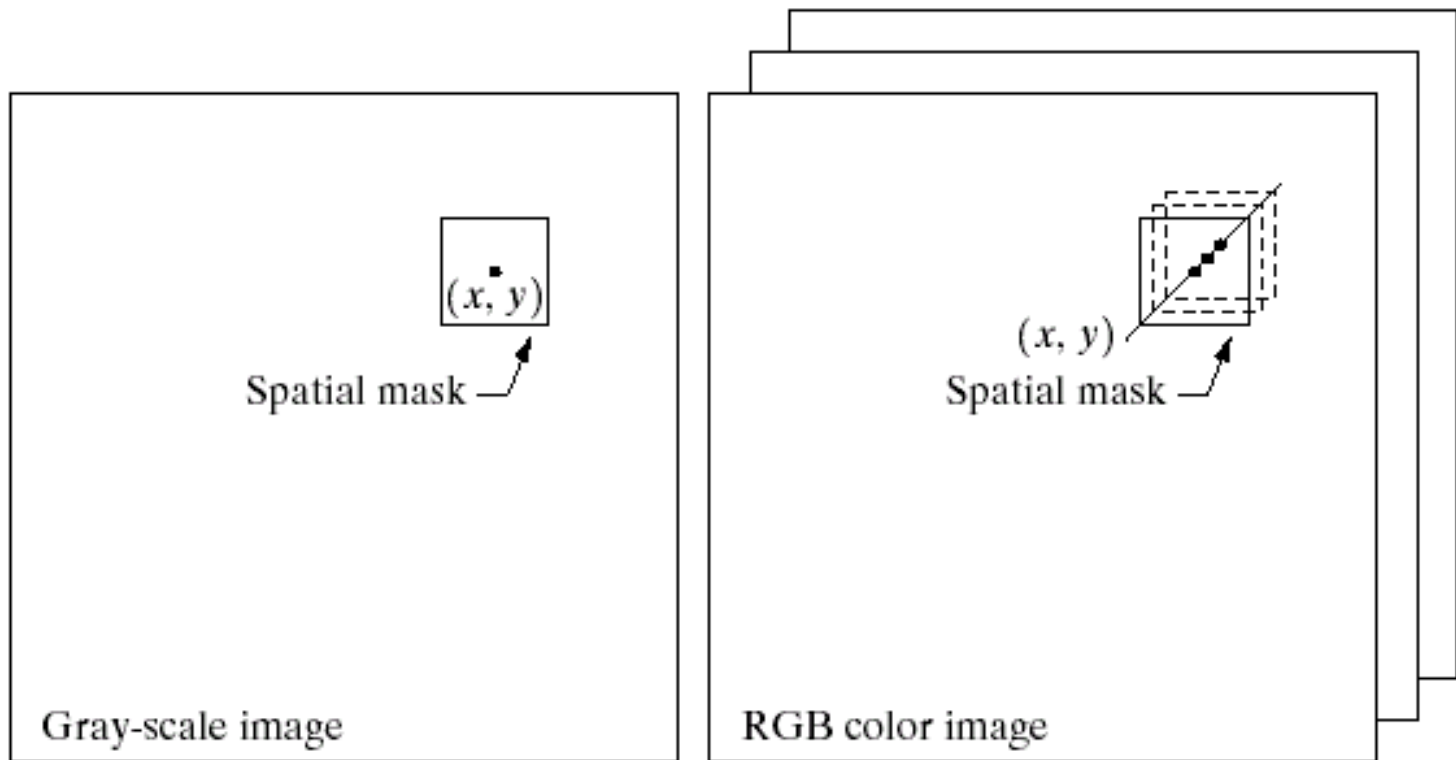 (x, y)
Spatial mask
Gray-scale image
(x, y)
Spatial mask
RGB color image